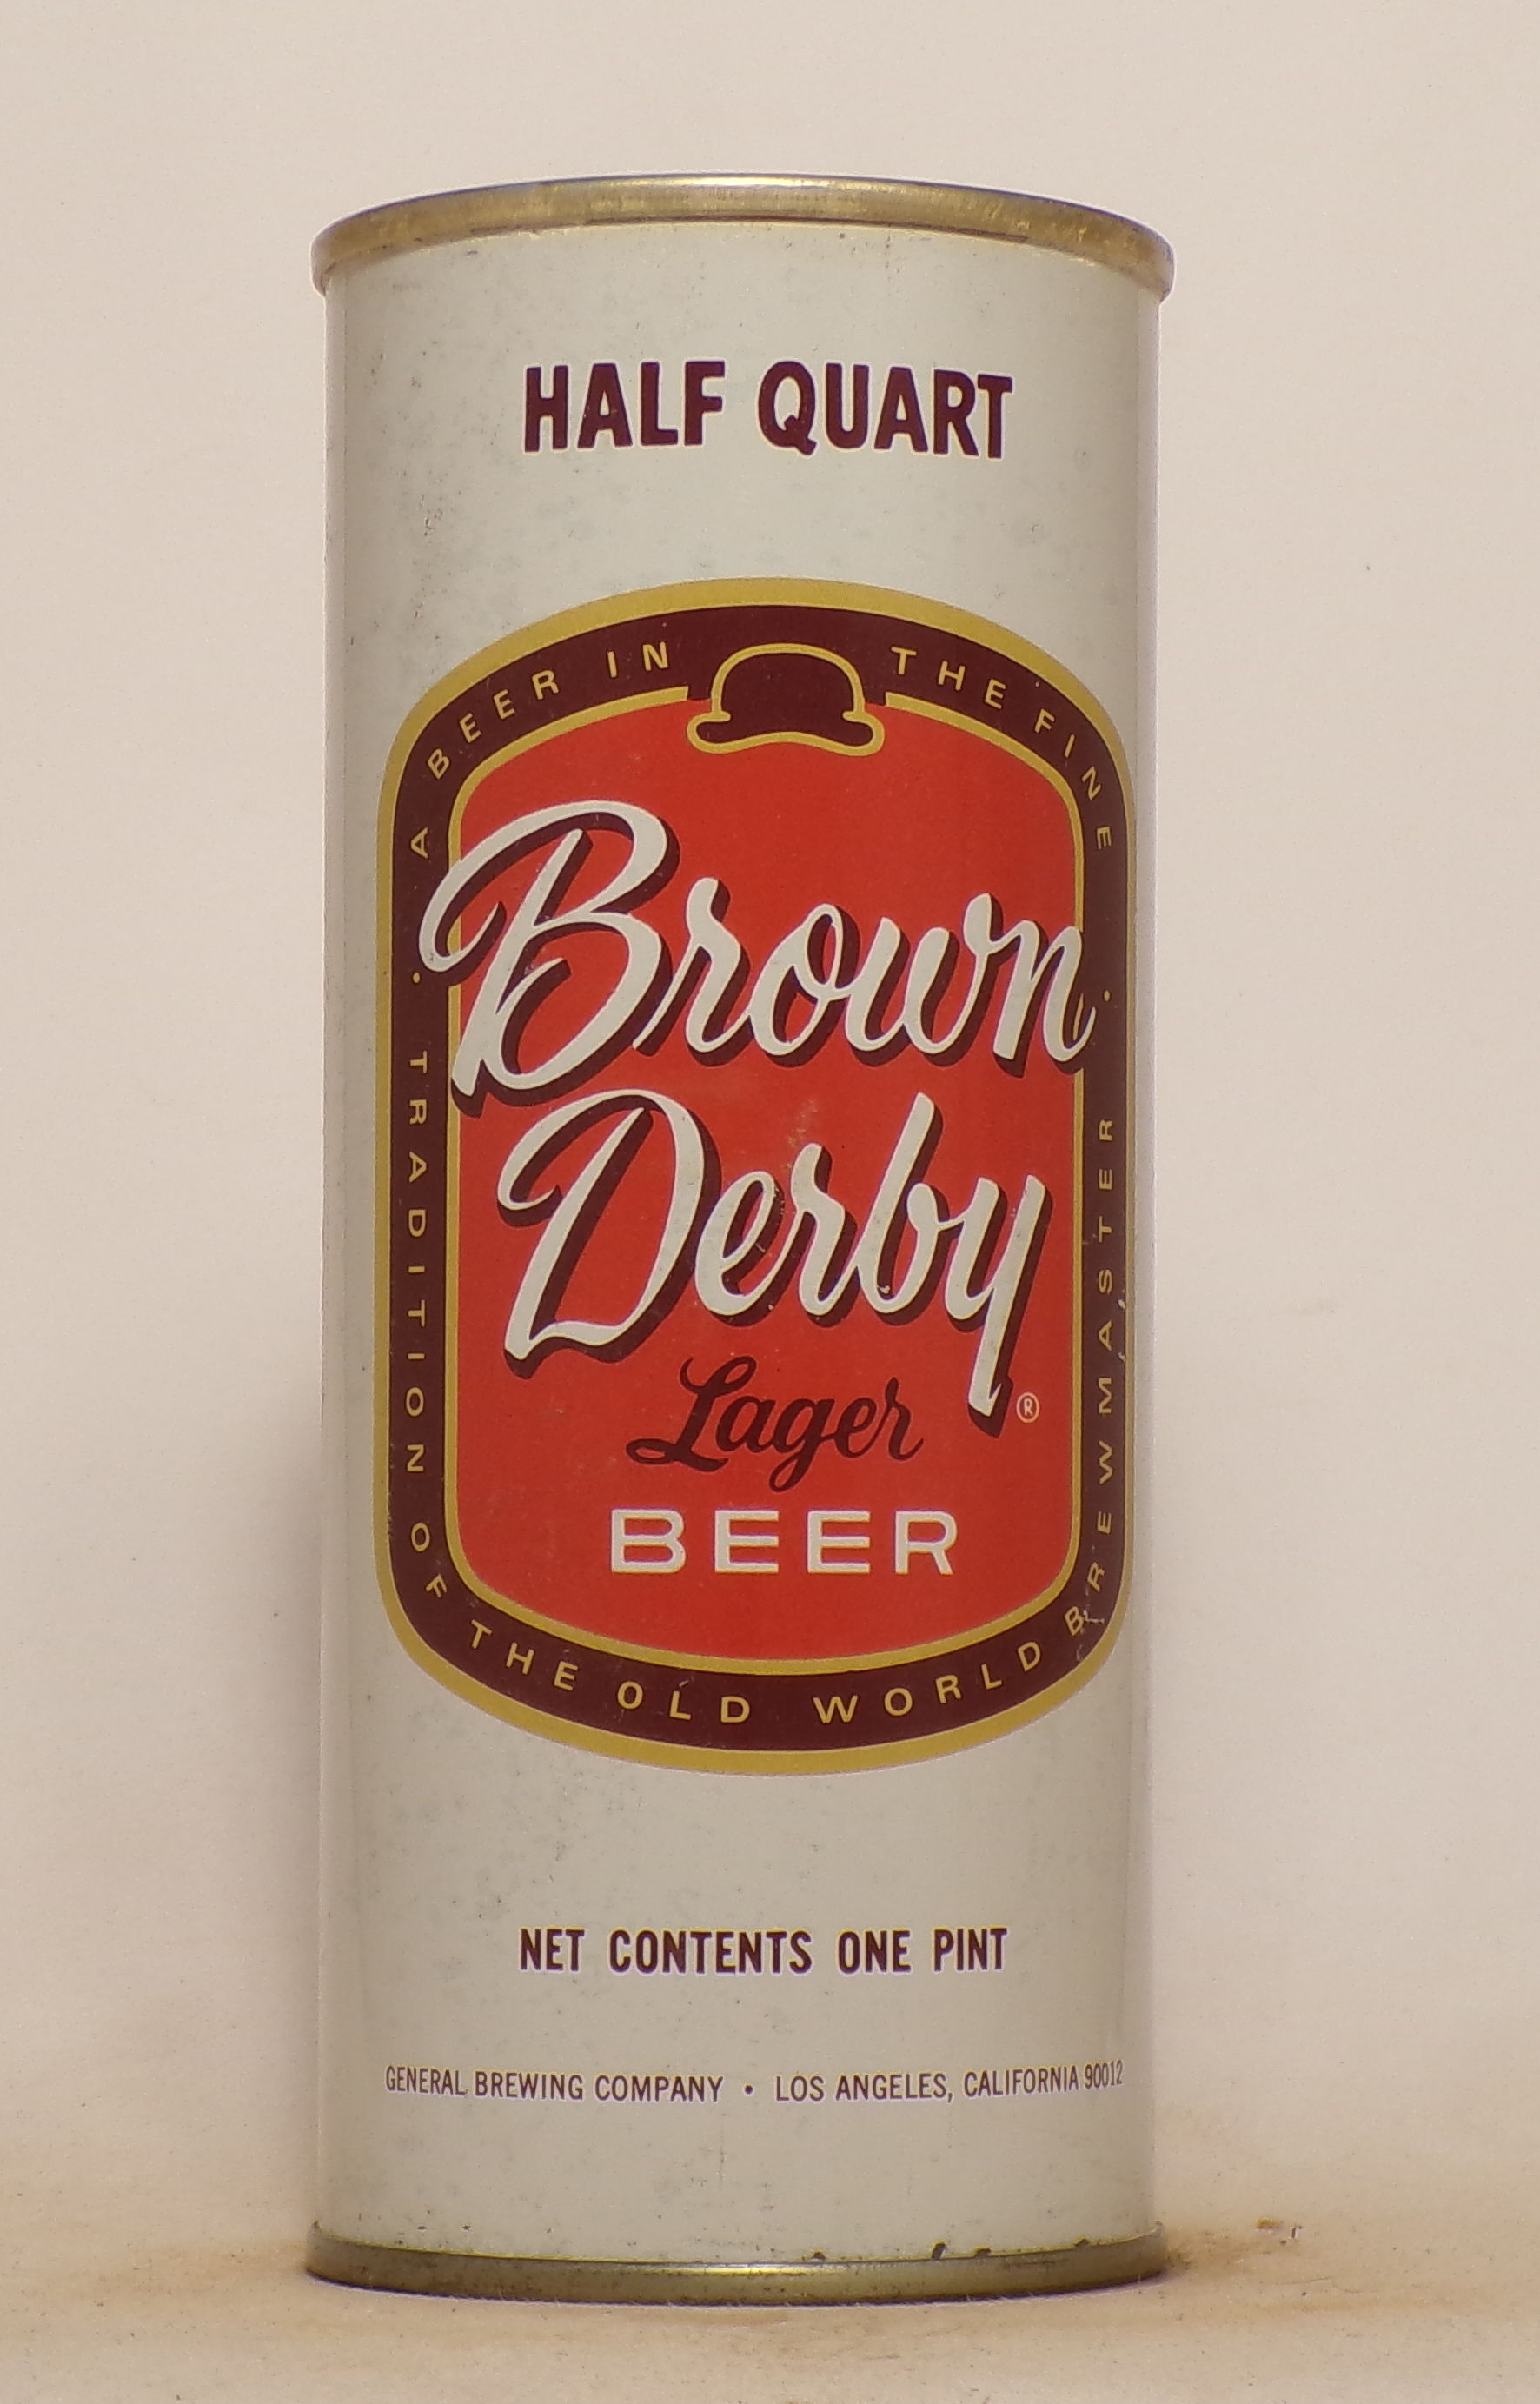 HALF QUART
A BEER IN THE FINE
• TRADITION OF THE OLD WORLD BREWMASTER •
Brown
Derby®
Lager
BEER
NET CONTENTS ONE PINT
GENERAL BREWING COMPANY • LOS ANGELES, CALIFORNIA 90012